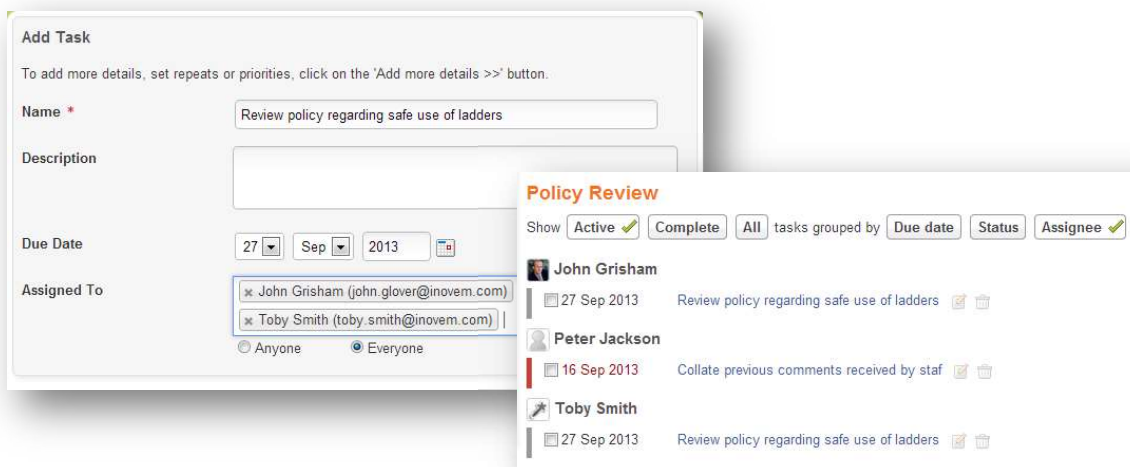 Add Task
To add more details, set repeats or priorities, click on the 'Add more details >>' button.
Name *
Review policy regarding safe use of ladders
Description
Due Date
27 Sep 2013
Assigned To
× John Grisham (john.glover@inovem.com)
× Toby Smith (toby.smith@inovem.com)
Anyone Everyone
Policy Review
Show Active Complete All tasks grouped by Due date Status Assignee
John Grisham
27 Sep 2013 Review policy regarding safe use of ladders
Peter Jackson
16 Sep 2013 Collate previous comments received by staf
Toby Smith
27 Sep 2013 Review policy regarding safe use of ladders